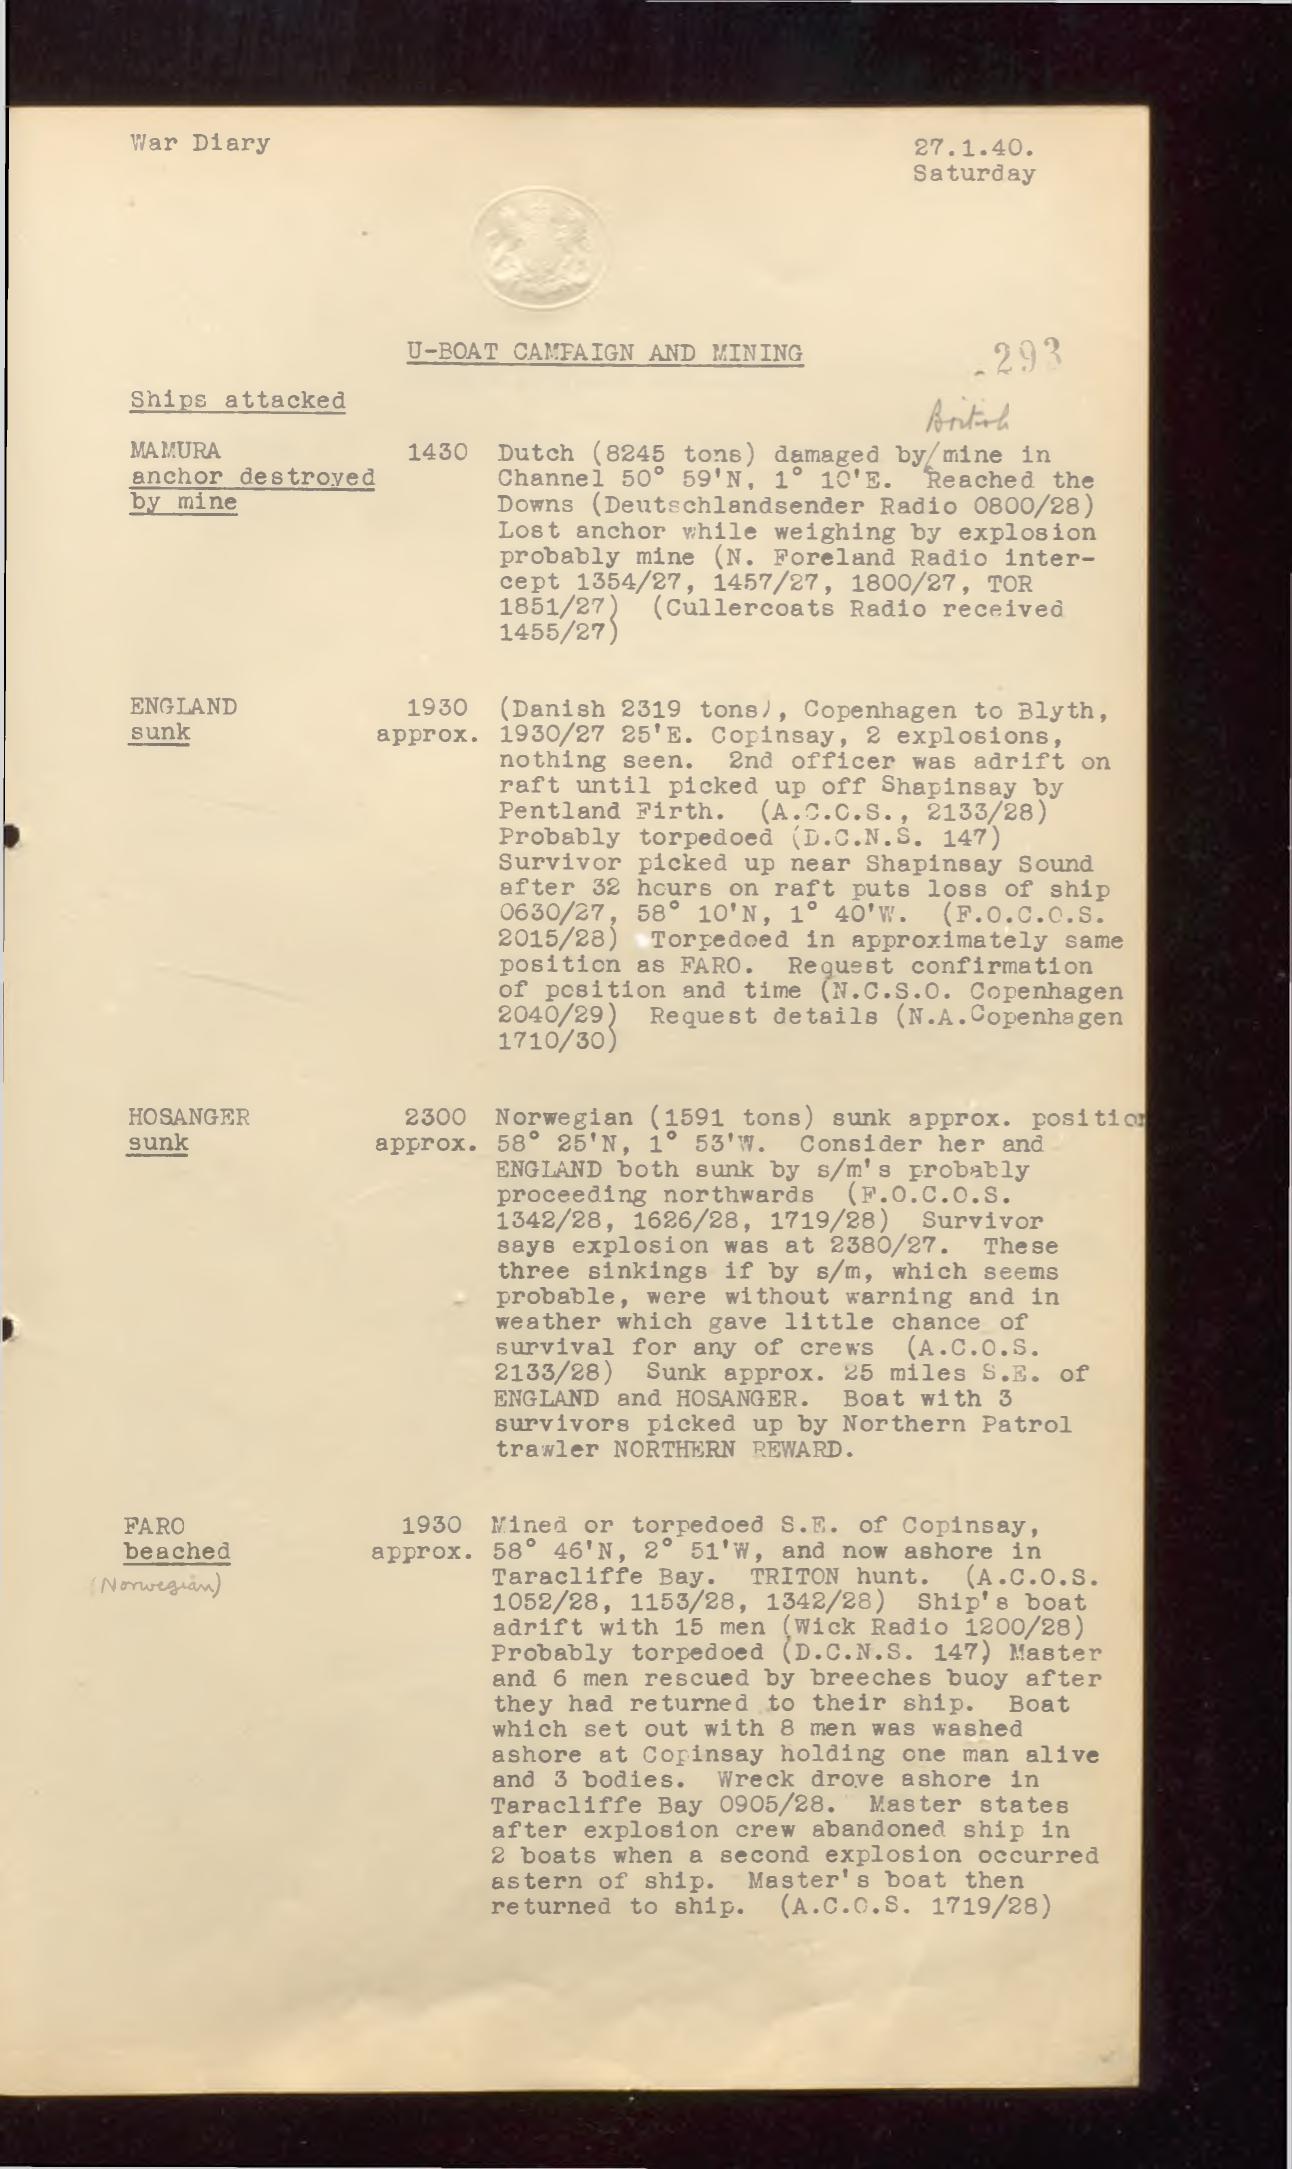 War Diary
27.1.40.
Saturday
U-BOAT CAMPAIGN AND MINING
293
Ships attacked
British
MAMURA 1430 Dutch (8245 tons) damaged by/mine in
anchor destroyed Channel 50° 59'N, 1° 10'E. Reached the
by mine Downs (Deutschlandsender Radio 0800/28)
Lost anchor while weighing by explosion
probably mine (N. Foreland Radio inter-
cept 1354/27, 1457/27, 1800/27, TOR
1851/27) (Cullercoats Radio received
1455/27)
ENGLAND 1930 (Danish 2319 tons), Copenhagen to Blyth,
sunk approx. 1930/27 25'E. Copinsay, 2 explosions,
nothing seen. 2nd officer was adrift on
raft until picked up off Shapinsay by
Pentland Firth. (A.C.C.S., 2133/28)
Probably torpedoed (D.C.N.S. 147)
Survivor picked up near Shapinsay Sound
after 32 hours on raft puts loss of ship
0630/27, 58° 10'N, 1° 40'W. (F.O.C.O.S.
2015/28) Torpedoed in approximately same
position as FARO. Request confirmation
of position and time (N.C.S.O. Copenhagen
2040/29) Request details (N.A.Copenhagen
1710/30)
HOSANGER 2300 Norwegian (1591 tons) sunk approx. position
sunk approx. 58° 25'N, 1° 53'W. Consider her and
ENGLAND both sunk by s/m's probably
proceeding northwards (F.O.C.O.S.
1342/28, 1626/28, 1719/28) Survivor
says explosion was at 2380/27. These
three sinkings if by s/m, which seems
probable, were without warning and in
weather which gave little chance of
survival for any of crews (A.C.O.S.
2133/28) Sunk approx. 25 miles S.E. of
ENGLAND and HOSANGER. Boat with 3
survivors picked up by Northern Patrol
trawler NORTHERN REWARD.
FARO 1930 Mined or torpedoed S.E. of Copinsay,
beached approx. 58° 46'N, 2° 51'W, and now ashore in
(Norwegian) Taracliffe Bay. TRITON hunt. (A.C.O.S.
1052/28, 1153/28, 1342/28) Ship's boat
adrift with 15 men (Wick Radio 1200/28)
Probably torpedoed (D.C.N.S. 147) Master
and 6 men rescued by breeches buoy after
they had returned to their ship. Boat
which set out with 8 men was washed
ashore at Copinsay holding one man alive
and 3 bodies. Wreck drove ashore in
Taracliffe Bay 0905/28. Master states
after explosion crew abandoned ship in
2 boats when a second explosion occurred
astern of ship. Master's boat then
returned to ship. (A.C.O.S. 1719/28)